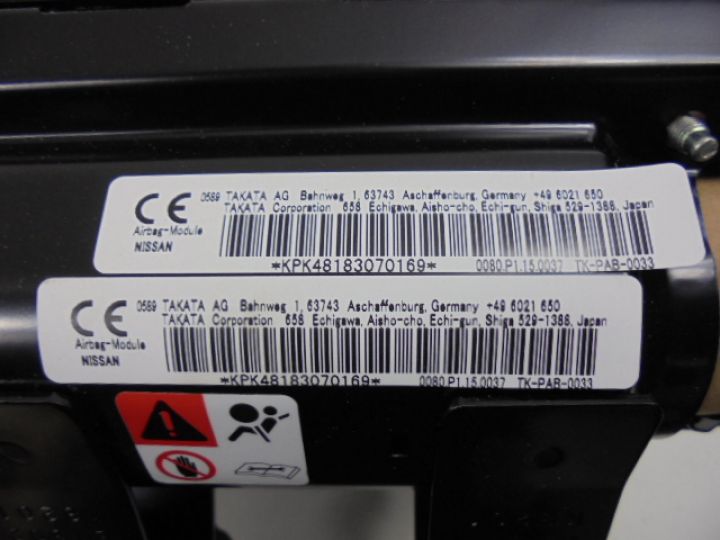 CE 0589 TAKATA AG Bahnweg 1, 63743 Aschaffenburg, Germany +49 6021 650
TAKATA Corporation 658 Echigawa, Aisho-cho, Echi-gun, Shiga 529-1388, Japan
Airbag-Module
NISSAN
*KPK48183070169* 0080.P1.15.0037 TK-PAB-0033
CE 0589 TAKATA AG Bahnweg 1, 63743 Aschaffenburg, Germany +49 6021 650
TAKATA Corporation 658 Echigawa, Aisho-cho, Echi-gun, Shiga 529-1388, Japan
Airbag-Module
NISSAN
*KPK48183070169* 0080.P1.15.0037 TK-PAB-0033